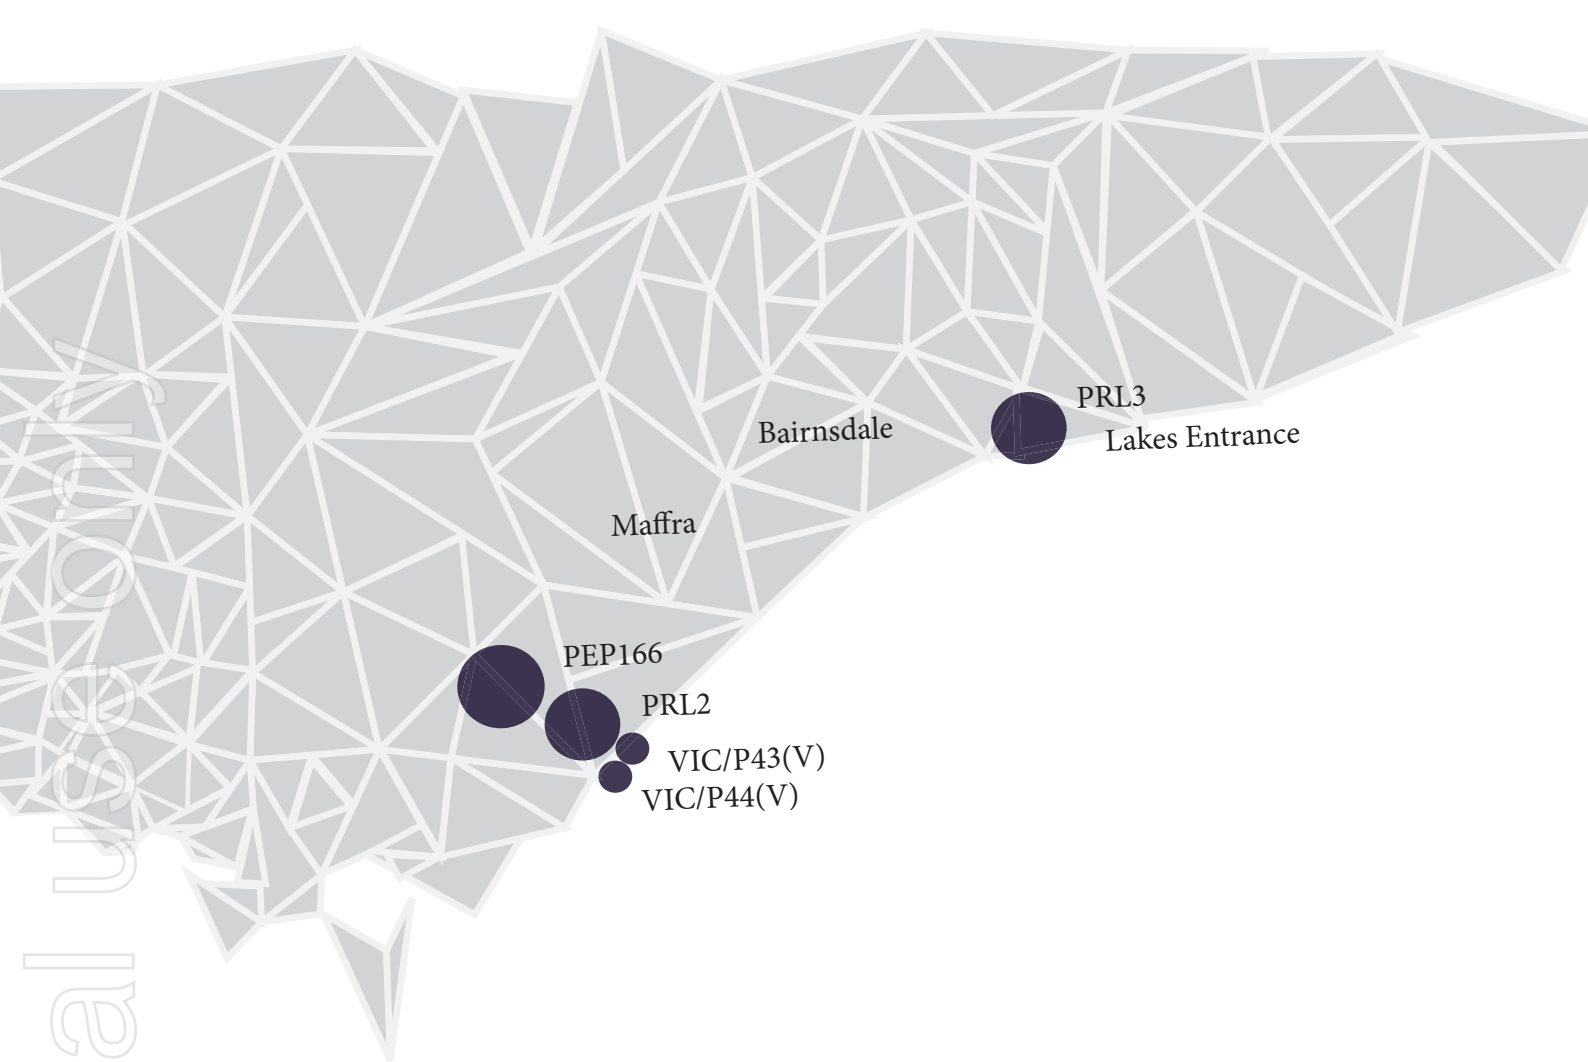 PRL3
Bairnsdale
Lakes Entrance
Maffra
PEP166
PRL2
VIC/P43(V)
VIC/P44(V)
al use only